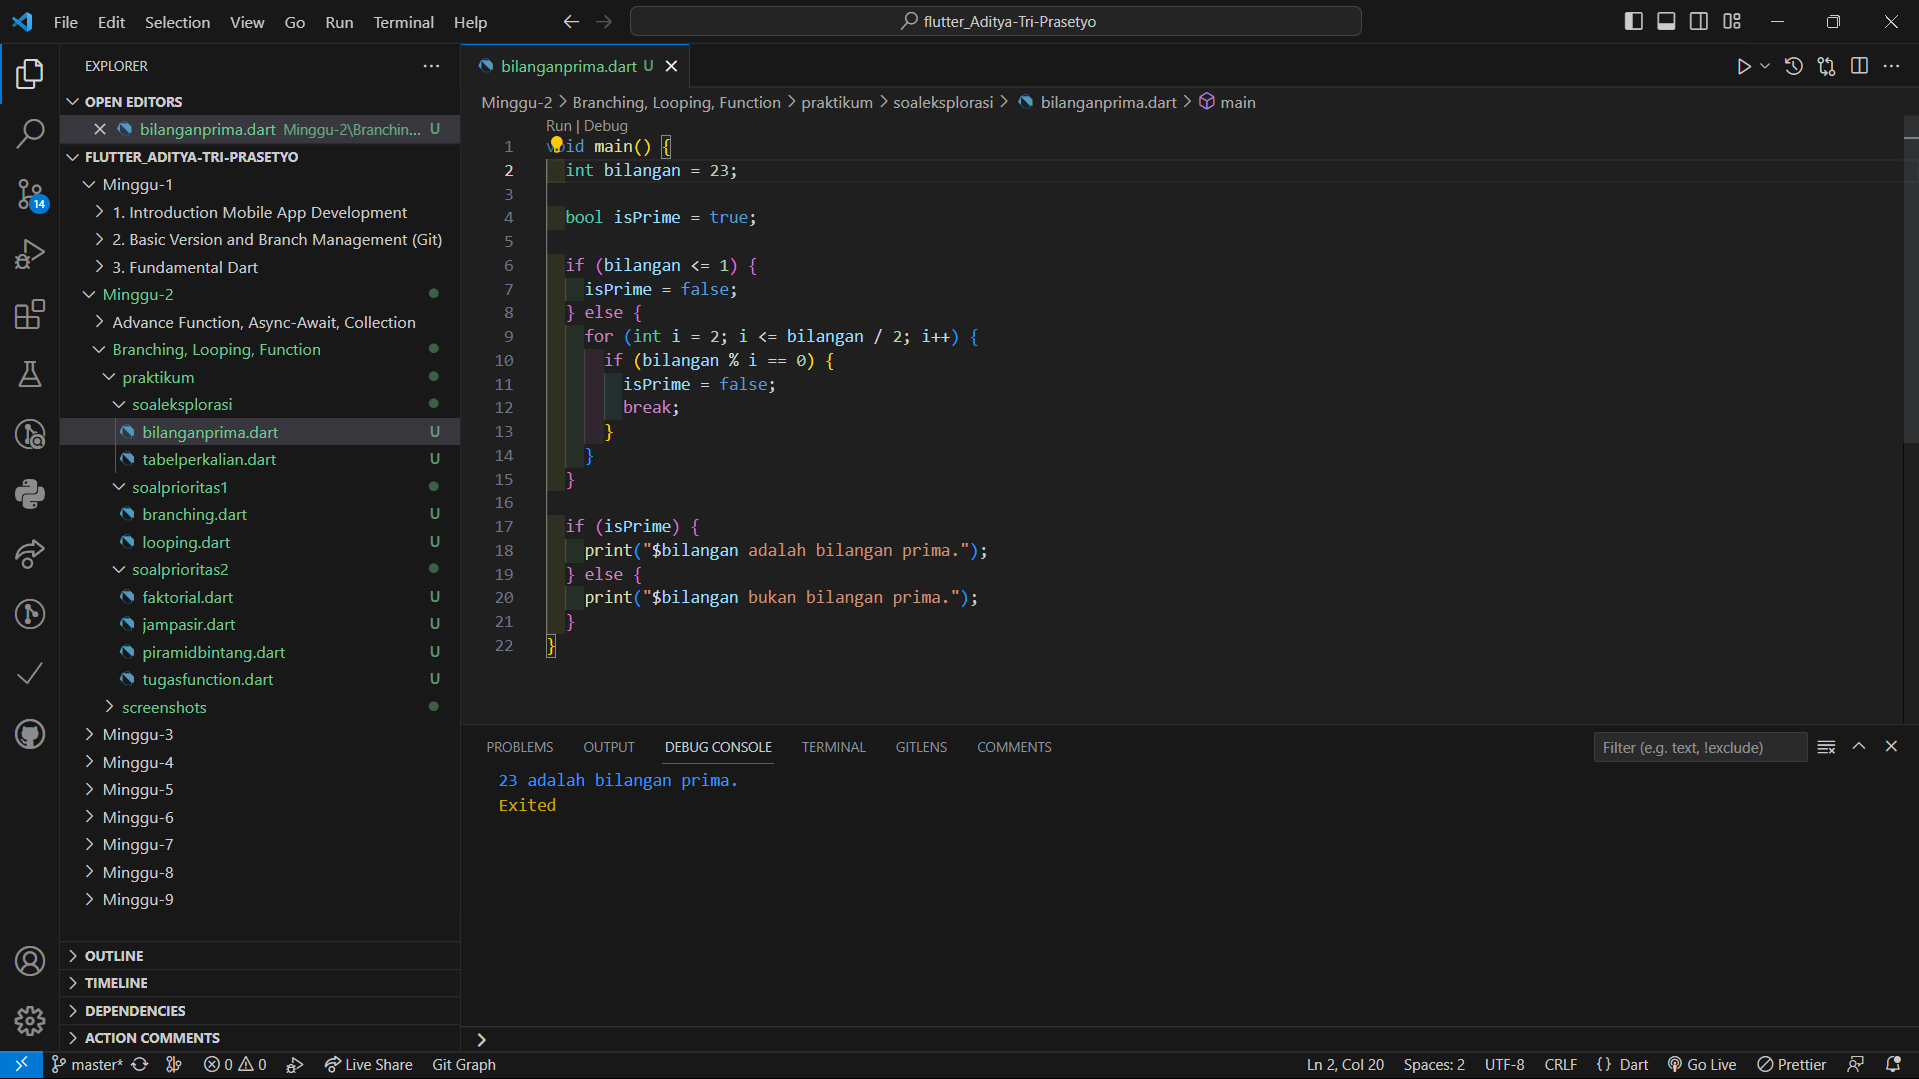 File Edit Selection View Go Run Terminal Help
flutter_Aditya-Tri-Prasetyo
EXPLORER
OPEN EDITORS
bilanganprima.dart Minggu-2\Branchin... U
FLUTTER_ADITYA-TRI-PRASETYO
Minggu-1
1. Introduction Mobile App Development
2. Basic Version and Branch Management (Git)
3. Fundamental Dart
Minggu-2
Advance Function, Async-Await, Collection
Branching, Looping, Function
praktikum
soaleksplorasi
bilanganprima.dart U
tabelperkalian.dart U
soalprioritas1
branching.dart U
looping.dart U
soalprioritas2
faktorial.dart U
jampasir.dart U
piramidbintang.dart U
tugasfunction.dart U
screenshots
Minggu-3
Minggu-4
Minggu-5
Minggu-6
Minggu-7
Minggu-8
Minggu-9
OUTLINE
TIMELINE
DEPENDENCIES
ACTION COMMENTS
14
bilanganprima.dart U
Minggu-2 > Branching, Looping, Function > praktikum > soaleksplorasi > bilanganprima.dart > main
Run | Debug
1 void main() {
2 int bilangan = 23;
3
4 bool isPrime = true;
5
6 if (bilangan <= 1) {
7 isPrime = false;
8 } else {
9 for (int i = 2; i <= bilangan / 2; i++) {
10 if (bilangan % i == 0) {
11 isPrime = false;
12 break;
13 }
14 }
15 }
16
17 if (isPrime) {
18 print("$bilangan adalah bilangan prima.");
19 } else {
20 print("$bilangan bukan bilangan prima.");
21 }
22 }
PROBLEMS OUTPUT DEBUG CONSOLE TERMINAL GITLENS COMMENTS
Filter (e.g. text, !exclude)
23 adalah bilangan prima.
Exited
master* 0 0 Live Share Git Graph
Ln 2, Col 20 Spaces: 2 UTF-8 CRLF {} Dart Go Live Prettier